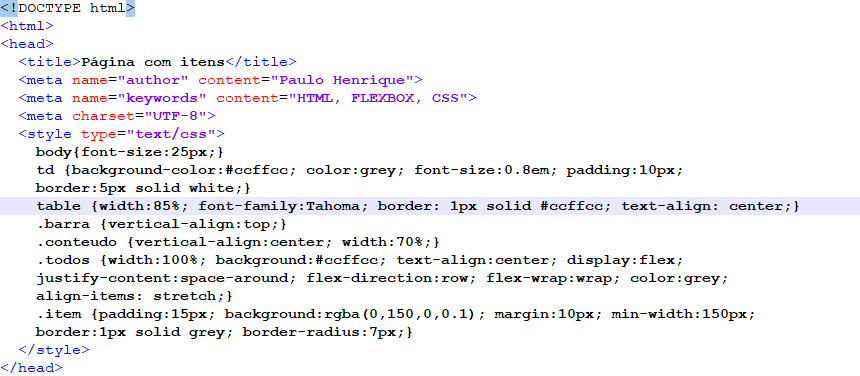 <!DOCTYPE html>
<html>
<head>
  <title>Página com itens</title>
  <meta name="author" content="Paulo Henrique">
  <meta name="keywords" content="HTML, FLEXBOX, CSS">
  <meta charset="UTF-8">
  <style type="text/css">
    body{font-size:25px;}
    td {background-color:#ccffcc; color:grey; font-size:0.8em; padding:10px;
    border:5px solid white;}
    table {width:85%; font-family:Tahoma; border: 1px solid #ccffcc; text-align: center;}
    .barra {vertical-align:top;}
    .conteudo {vertical-align:center; width:70%;}
    .todos {width:100%; background:#ccffcc; text-align:center; display:flex;
    justify-content:space-around; flex-direction:row; flex-wrap:wrap; color:grey;
    align-items: stretch;}
    .item {padding:15px; background:rgba(0,150,0,0.1); margin:10px; min-width:150px;
    border:1px solid grey; border-radius:7px;}
  </style>
</head>